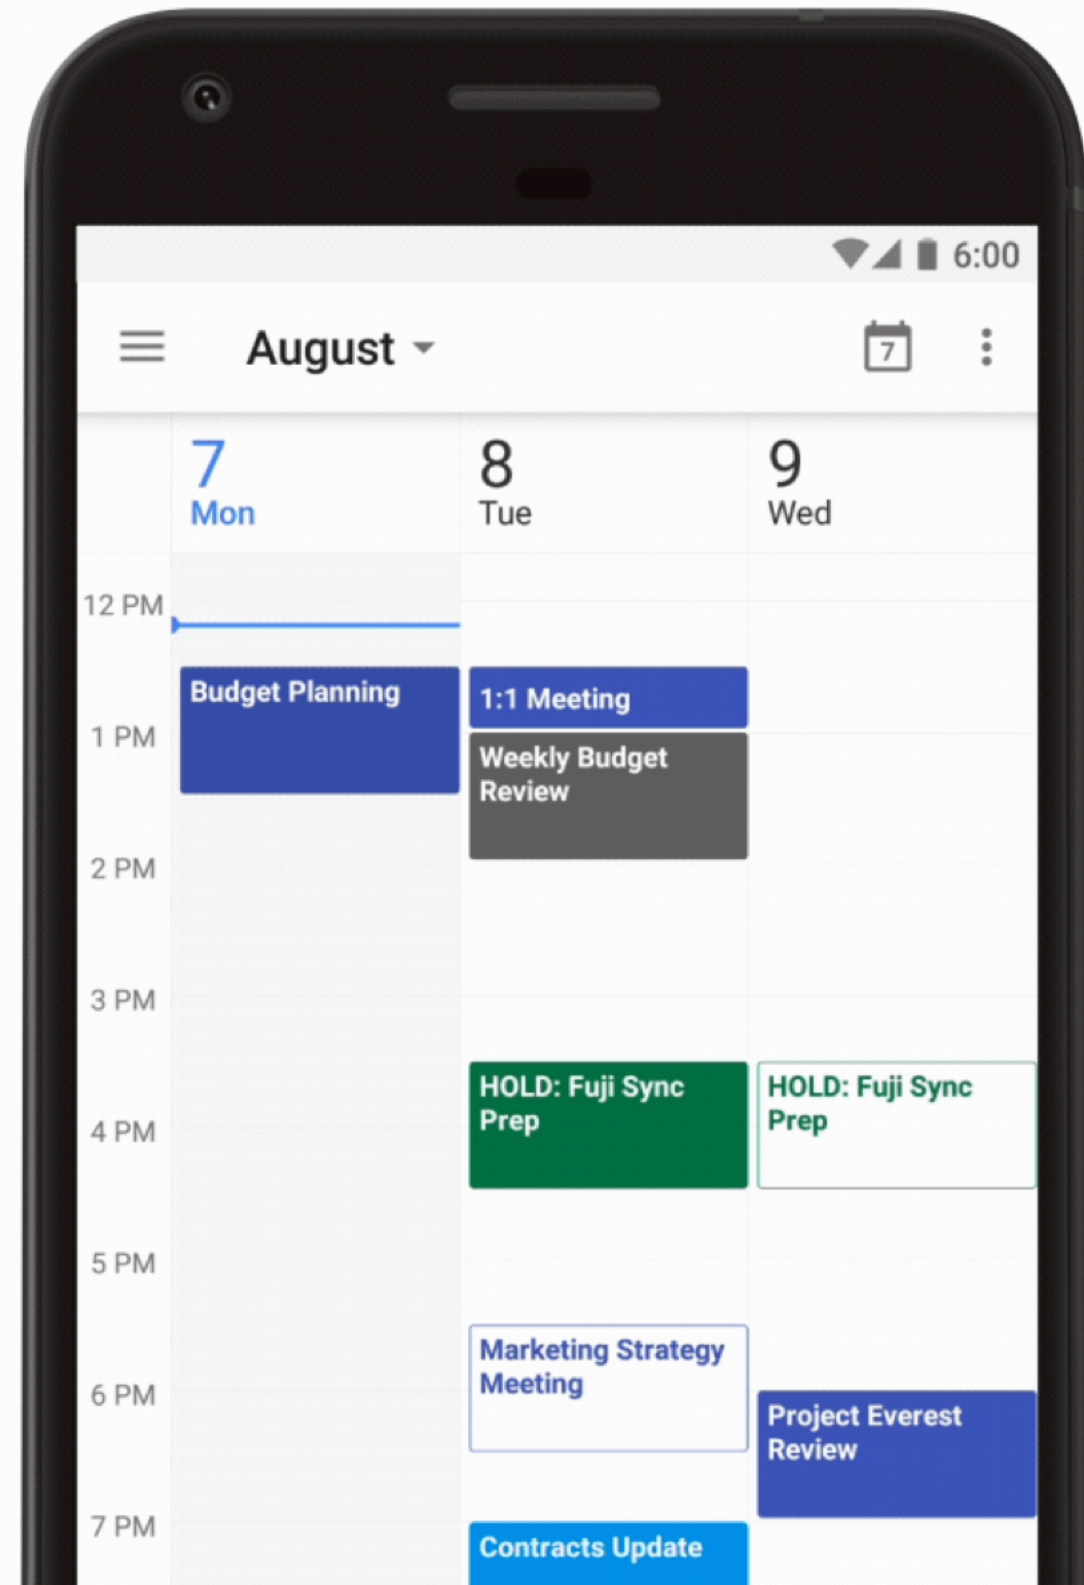 6:00
August
7
7
Mon
8
Tue
9
Wed
12 PM
1 PM
2 PM
3 PM
4 PM
5 PM
6 PM
7 PM
Budget Planning
1:1 Meeting
Weekly Budget
Review
HOLD: Fuji Sync
Prep
Marketing Strategy
Meeting
Contracts Update
HOLD: Fuji Sync
Prep
Project Everest
Review